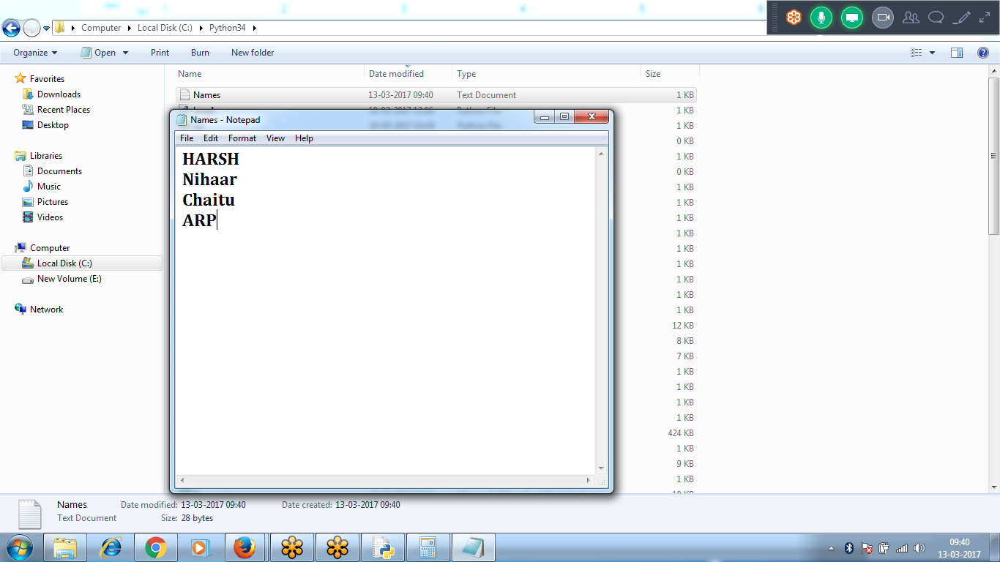 Computer Local Disk (C:) Python34
Organize Open Print Burn New folder
Name Date modified Type Size
Favorites
Downloads
Recent Places
Desktop
Libraries
Documents
Music
Pictures
Videos
Computer
Local Disk (C:)
New Volume (E:)
Network
Names 13-03-2017 09:40 Text Document 1 KB
1 KB
1 KB
0 KB
1 KB
0 KB
1 KB
1 KB
1 KB
1 KB
1 KB
1 KB
1 KB
1 KB
1 KB
12 KB
8 KB
7 KB
1 KB
1 KB
1 KB
1 KB
424 KB
1 KB
9 KB
1 KB
Names - Notepad
File Edit Format View Help
HARSH
Nihaar
Chaitu
ARP
Names Date modified: 13-03-2017 09:40 Date created: 13-03-2017 09:40
Text Document Size: 28 bytes
09:40
13-03-2017